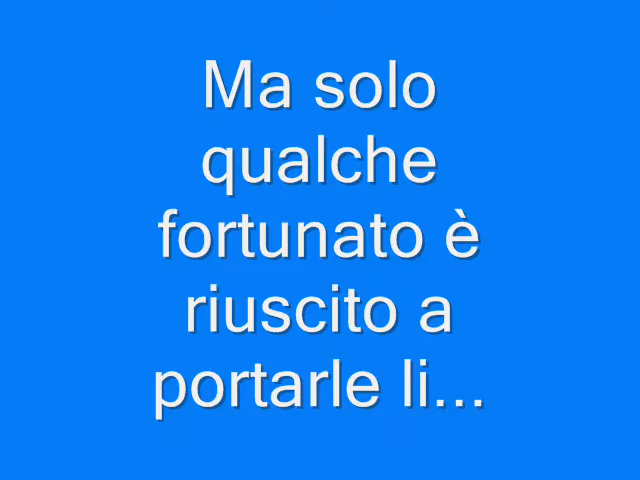 Ma solo
qualche
fortunato è
riuscito a
portarle li...